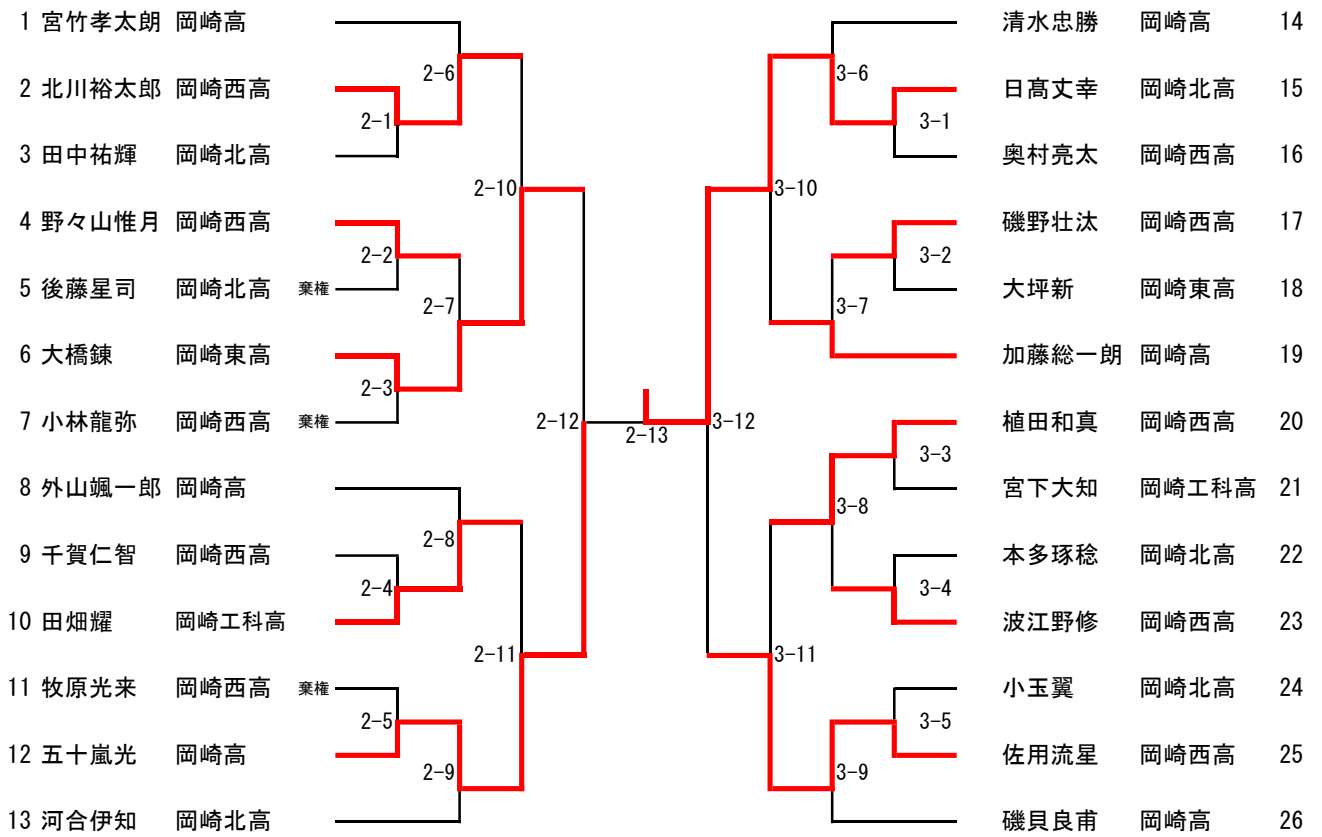 1 宮竹孝太朗 岡崎高
2-6
2 北川裕太郎 岡崎西高
2-1
3 田中祐輝 岡崎北高
2-10
4 野々山惟月 岡崎西高
2-2
5 後藤星司 岡崎北高 棄権
2-7
6 大橋錬 岡崎東高
2-3
7 小林龍弥 岡崎西高 棄権
2-12
8 外山颯一郎 岡崎高
2-8
9 千賀仁智 岡崎西高
2-4
10 田畑耀 岡崎工科高
2-11
11 牧原光来 岡崎西高 棄権
2-5
12 五十嵐光 岡崎高
2-9
13 河合伊知 岡崎北高
2-13
清水忠勝 岡崎高 14
3-6
日髙丈幸 岡崎北高 15
3-1
奥村亮太 岡崎西高 16
3-10
磯野壮汰 岡崎西高 17
3-2
大坪新 岡崎東高 18
3-7
加藤総一朗 岡崎高 19
3-12
植田和真 岡崎西高 20
3-3
宮下大知 岡崎工科高 21
3-8
本多琢稔 岡崎北高 22
3-4
波江野修 岡崎西高 23
3-11
小玉翼 岡崎北高 24
3-5
佐用流星 岡崎西高 25
3-9
磯貝良甫 岡崎高 26